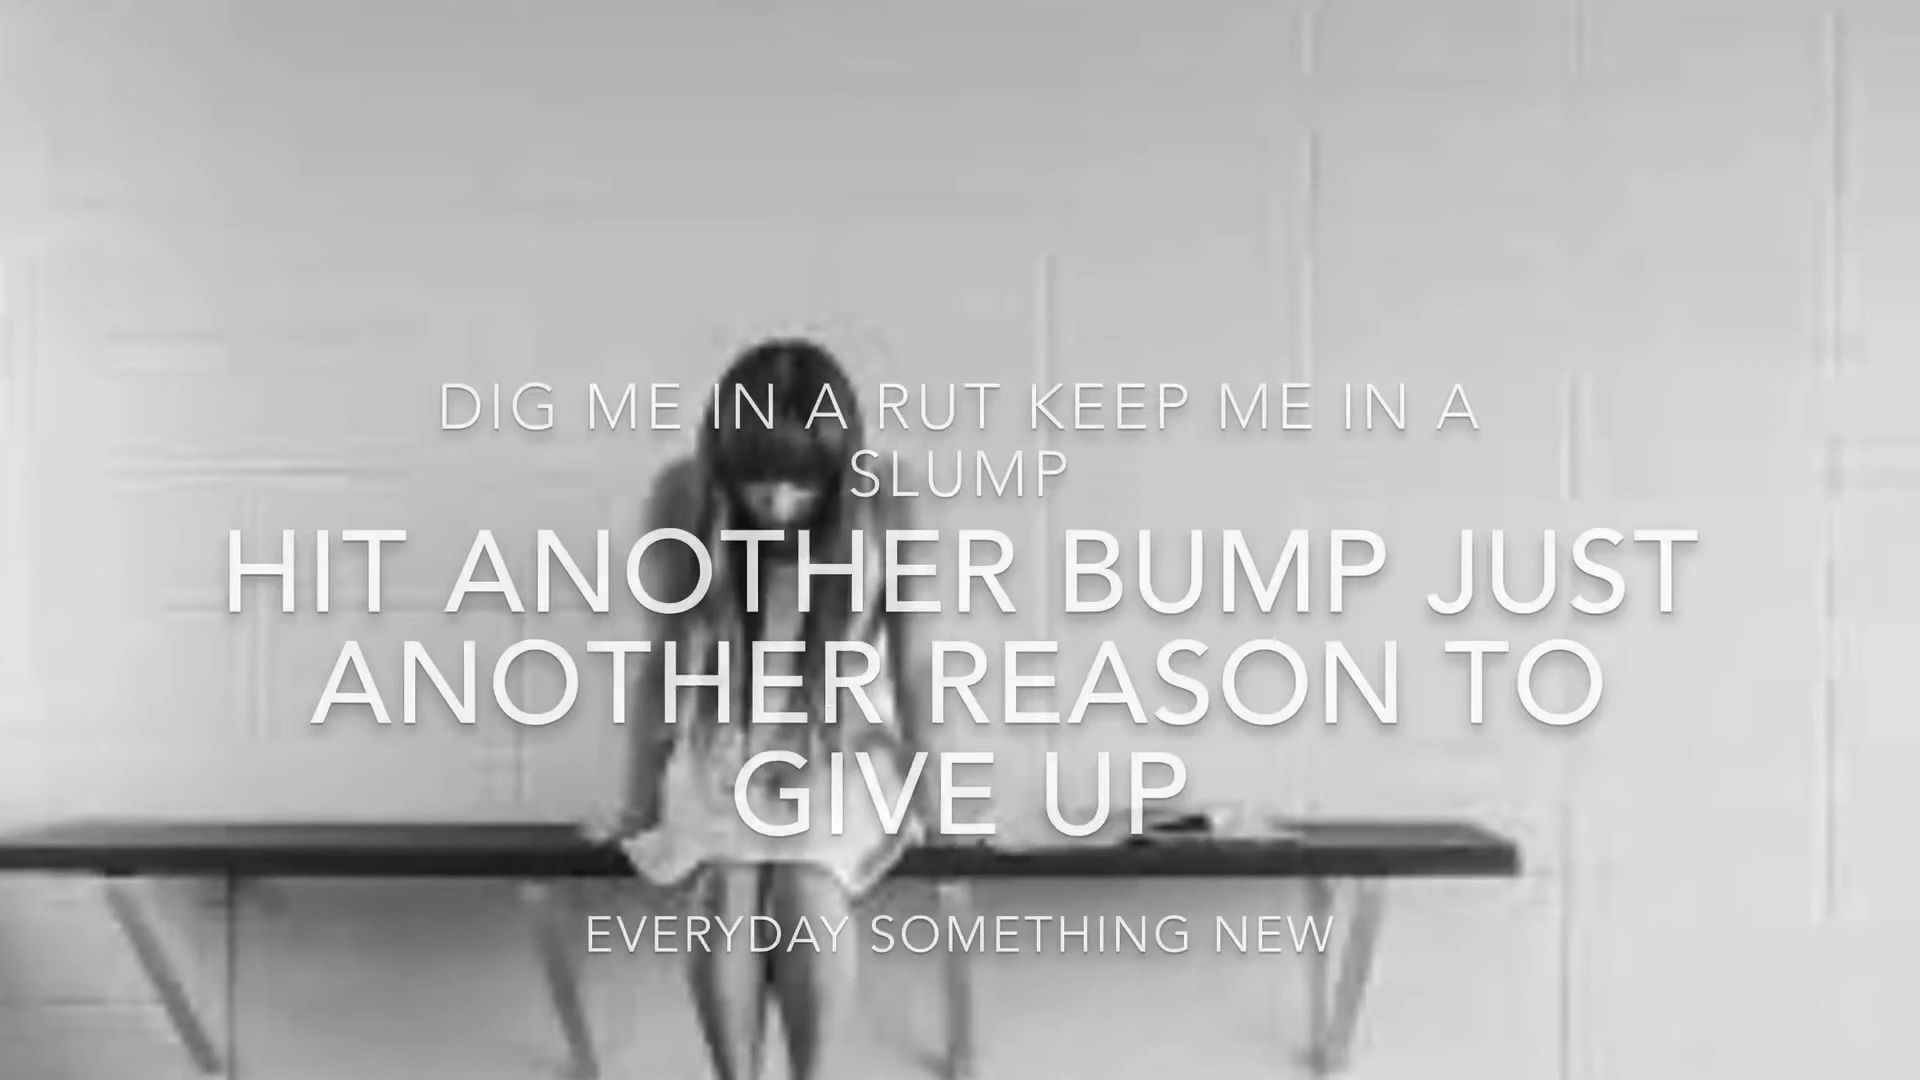 DIG ME IN A RUT KEEP ME IN A
SLUMP
HIT ANOTHER BUMP JUST
ANOTHER REASON TO
GIVE UP
EVERYDAY SOMETHING NEW